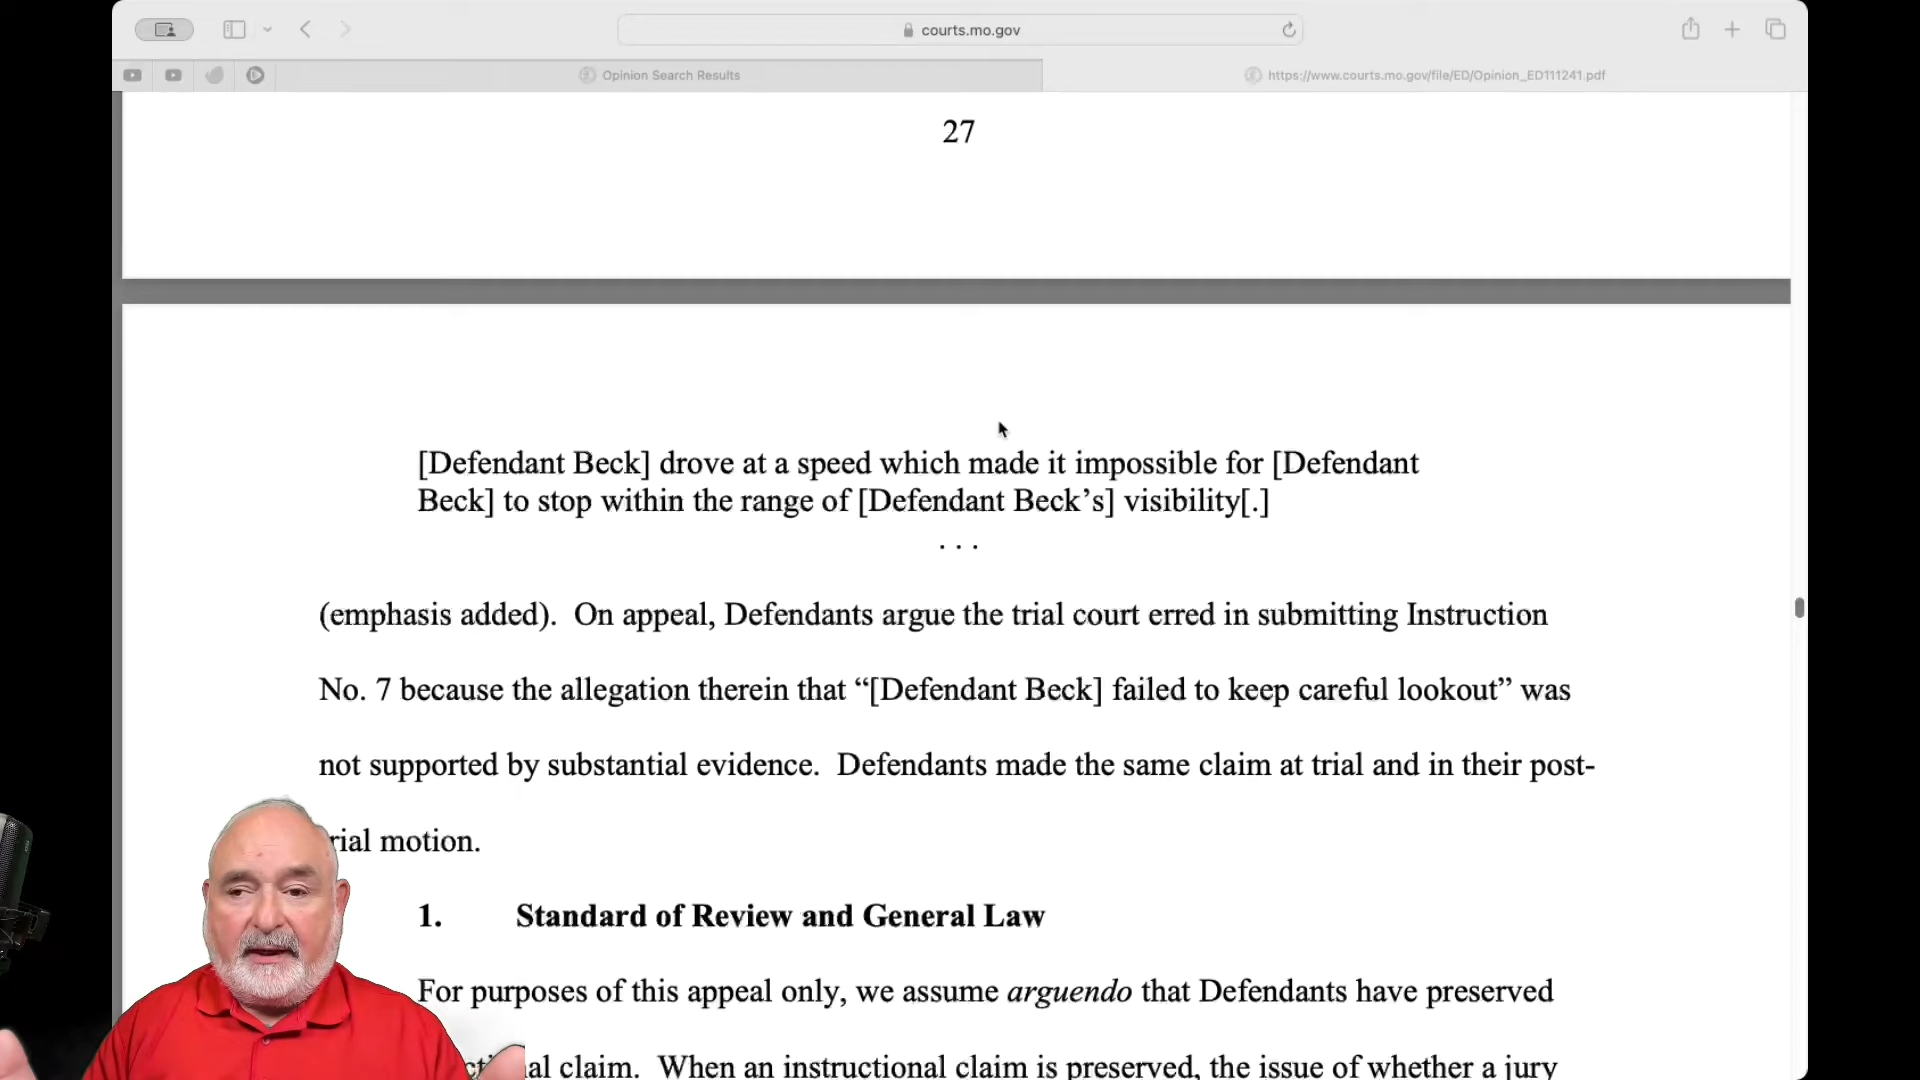 courts.mo.gov
Opinion Search Results
https://www.courts.mo.gov/file/ED/Opinion_ED111241.pdf
27
[Defendant Beck] drove at a speed which made it impossible for [Defendant
Beck] to stop within the range of [Defendant Beck’s] visibility[.]
. . .
(emphasis added).  On appeal, Defendants argue the trial court erred in submitting Instruction
No. 7 because the allegation therein that “[Defendant Beck] failed to keep careful lookout” was
not supported by substantial evidence.  Defendants made the same claim at trial and in their post-
rial motion.
1. Standard of Review and General Law
For purposes of this appeal only, we assume arguendo that Defendants have preserved
al claim.  When an instructional claim is preserved, the issue of whether a jury